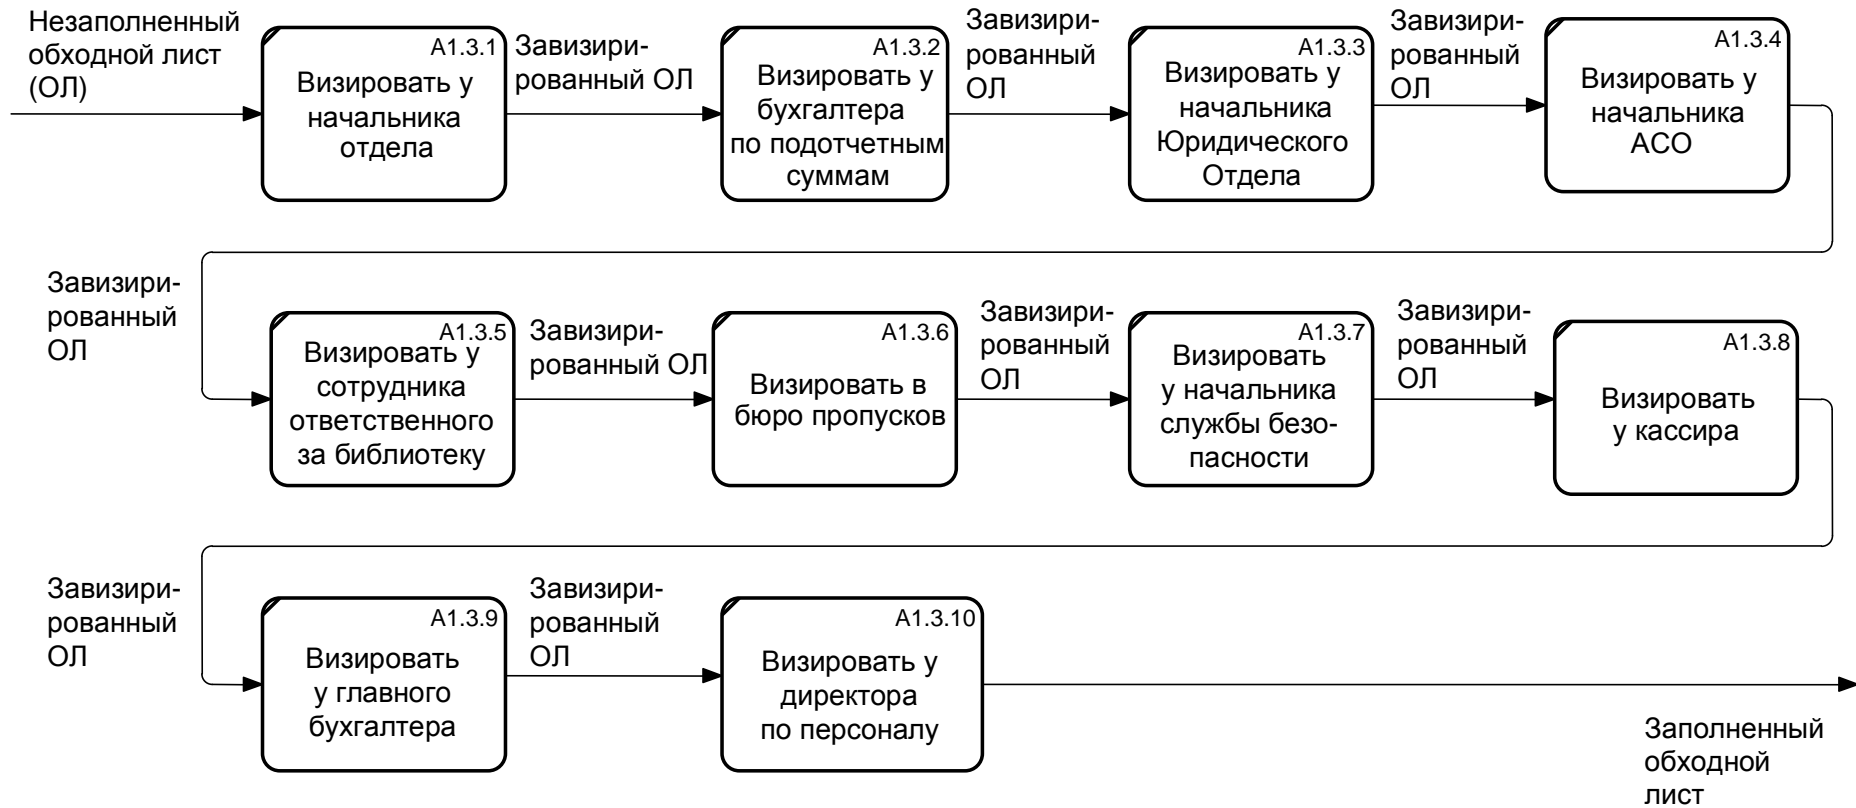 Незаполненный
обходной лист
(ОЛ)
A1.3.1
Визировать у
начальника
отдела
Завизири-
рованный ОЛ
A1.3.2
Визировать у
бухгалтера
по подотчетным
суммам
Завизири-
рованный
ОЛ
A1.3.3
Визировать у
начальника
Юридического
Отдела
Завизири-
рованный
ОЛ
A1.3.4
Визировать у
начальника
АСО
Завизири-
рованный
ОЛ
A1.3.5
Визировать у
сотрудника
ответственного
за библиотеку
Завизири-
рованный ОЛ
A1.3.6
Визировать в
бюро пропусков
Завизири-
рованный
ОЛ
A1.3.7
Визировать
у начальника
службы безо-
пасности
Завизири-
рованный
ОЛ
A1.3.8
Визировать
у кассира
Завизири-
рованный
ОЛ
A1.3.9
Визировать
у главного
бухгалтера
Завизири-
рованный
ОЛ
A1.3.10
Визировать у
директора
по персоналу
Заполненный
обходной
лист